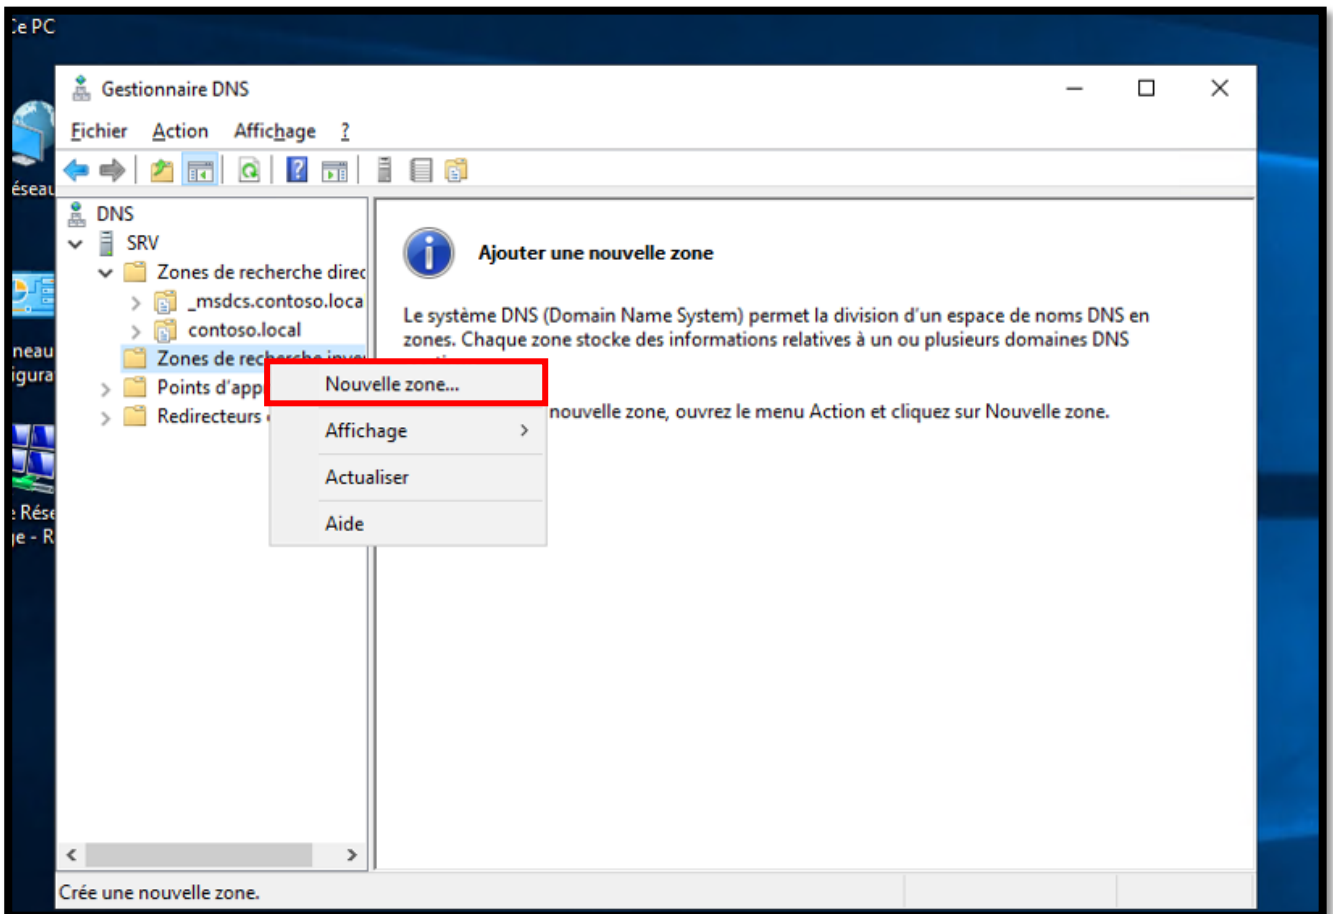 Ce PC
Gestionnaire DNS
Fichier Action Affichage ?
éseau
DNS
SRV
Zones de recherche direc
_msdcs.contoso.loca
contoso.local
Zones de recherche inver
Points d'app
Redirecteurs
Nouvelle zone...
Affichage
Actualiser
Aide
Ajouter une nouvelle zone
Le système DNS (Domain Name System) permet la division d'un espace de noms DNS en
zones. Chaque zone stocke des informations relatives à un ou plusieurs domaines DNS
nouvelle zone, ouvrez le menu Action et cliquez sur Nouvelle zone.
neau
igura
e Rése
ge - R
Crée une nouvelle zone.